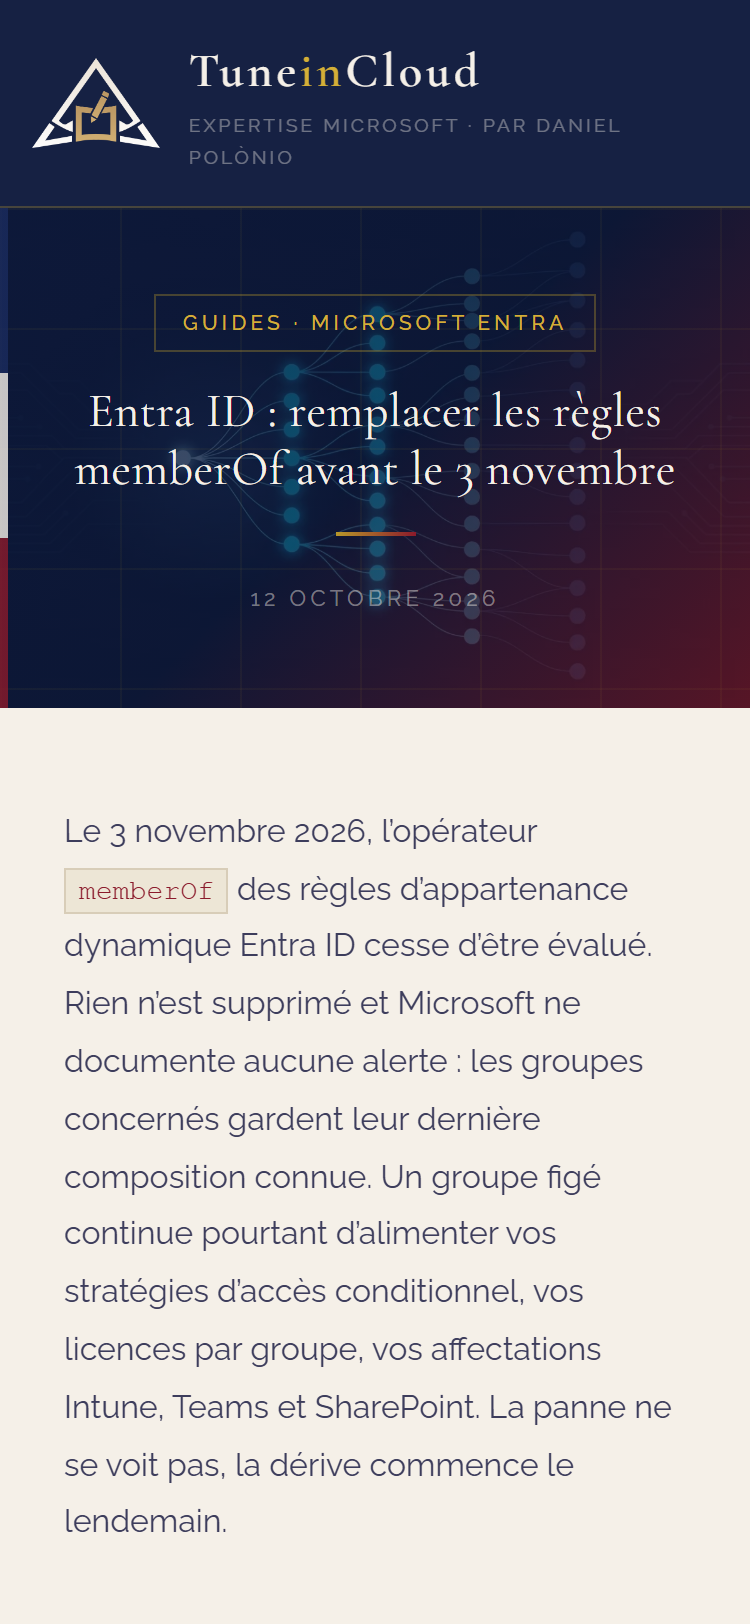 TuneinCloud
EXPERTISE MICROSOFT · PAR DANIEL
POLÒNIO
GUIDES · MICROSOFT ENTRA
Entra ID : remplacer les règles
memberOf avant le 3 novembre
12 OCTOBRE 2026
Le 3 novembre 2026, l’opérateur
memberOf des règles d’appartenance
dynamique Entra ID cesse d’être évalué.
Rien n’est supprimé et Microsoft ne
documente aucune alerte : les groupes
concernés gardent leur dernière
composition connue. Un groupe figé
continue pourtant d’alimenter vos
stratégies d’accès conditionnel, vos
licences par groupe, vos affectations
Intune, Teams et SharePoint. La panne ne
se voit pas, la dérive commence le
lendemain.